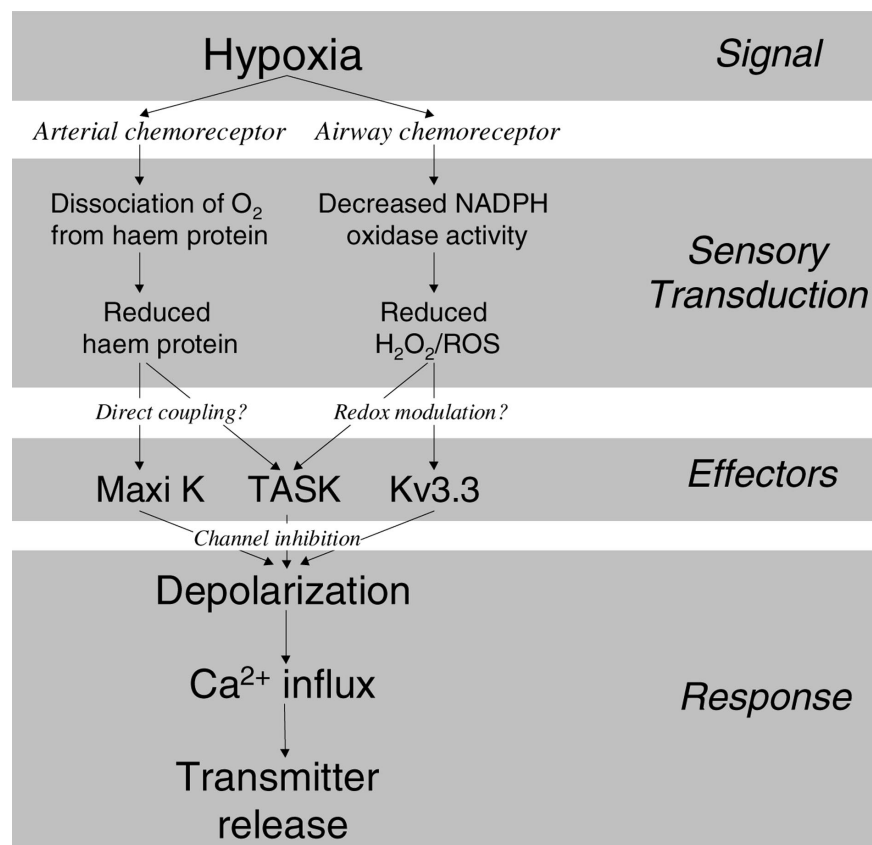 Hypoxia
Signal
Arterial chemoreceptor
Airway chemoreceptor
Dissociation of O₂
from haem protein
Decreased NADPH
oxidase activity
Sensory
Transduction
Reduced
haem protein
Reduced
H₂O₂/ROS
Direct coupling?
Redox modulation?
Maxi K
TASK
Kv3.3
Effectors
Channel inhibition
Depolarization
Ca²⁺ influx
Response
Transmitter
release